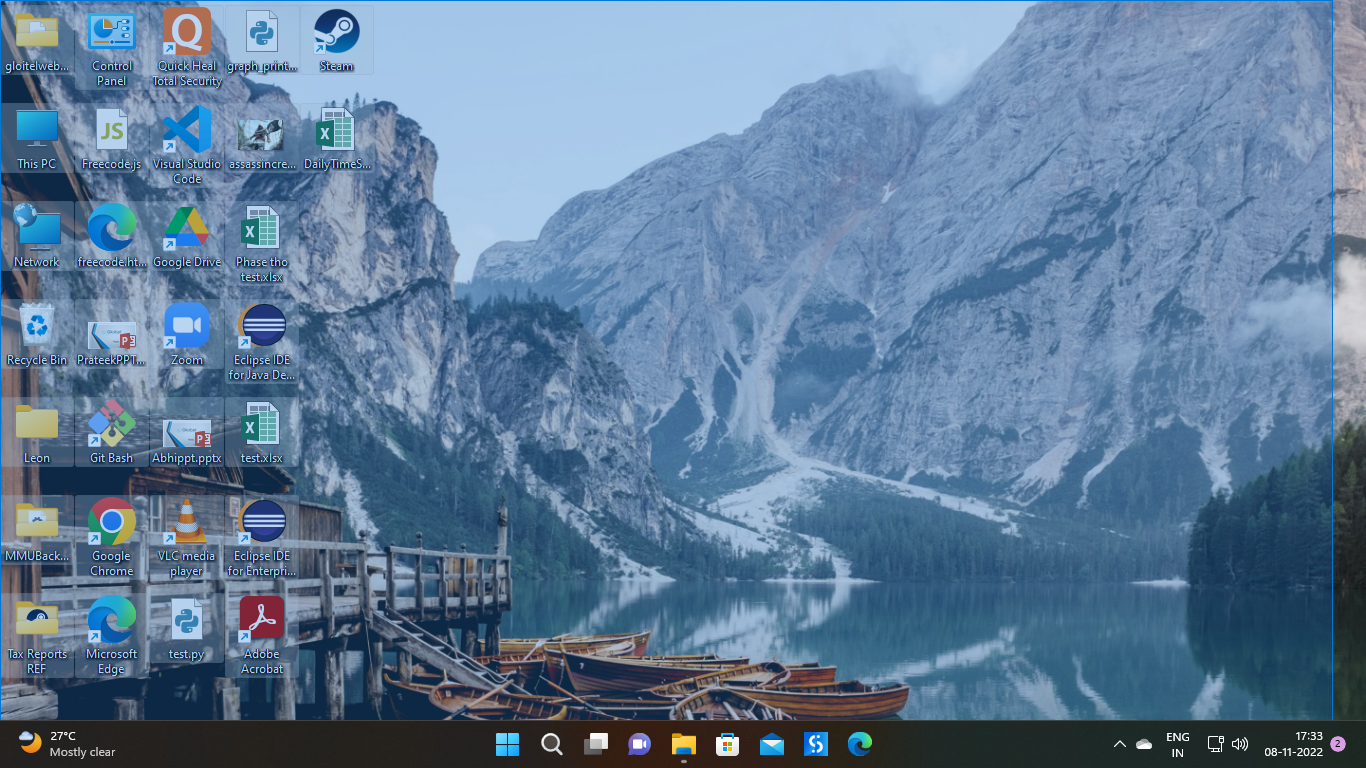 gloitelweb...
Control
Panel
Quick Heal
Total Security
graph_print...
Steam
This PC
JS
Freecode.js
Visual Studio
Code
assassincre...
DailyTimeS...
Network
freecode.ht...
Google Drive
Phase tho
test.xlsx
Recycle Bin
PrateekPPT...
Zoom
Eclipse IDE
for Java De...
Leon
Git Bash
Abhippt.pptx
test.xlsx
MMUBack...
Google
Chrome
VLC media
player
Eclipse IDE
for Enterpri...
Tax Reports
REF
Microsoft
Edge
test.py
Adobe
Acrobat
27°C
Mostly clear
ENG
IN
17:33
08-11-2022
2